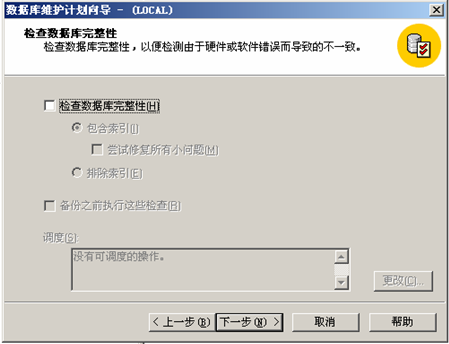 数据库维护计划向导 - (LOCAL)
检查数据库完整性
检查数据库完整性，以便检测由于硬件或软件错误而导致的不一致。
检查数据库完整性(H)
包含索引(I)
尝试修复所有小问题(M)
排除索引(E)
备份之前执行这些检查(R)
调度(S):
没有可调度的操作。
更改(C)...
< 上一步(B) 下一步(N) > 取消 帮助